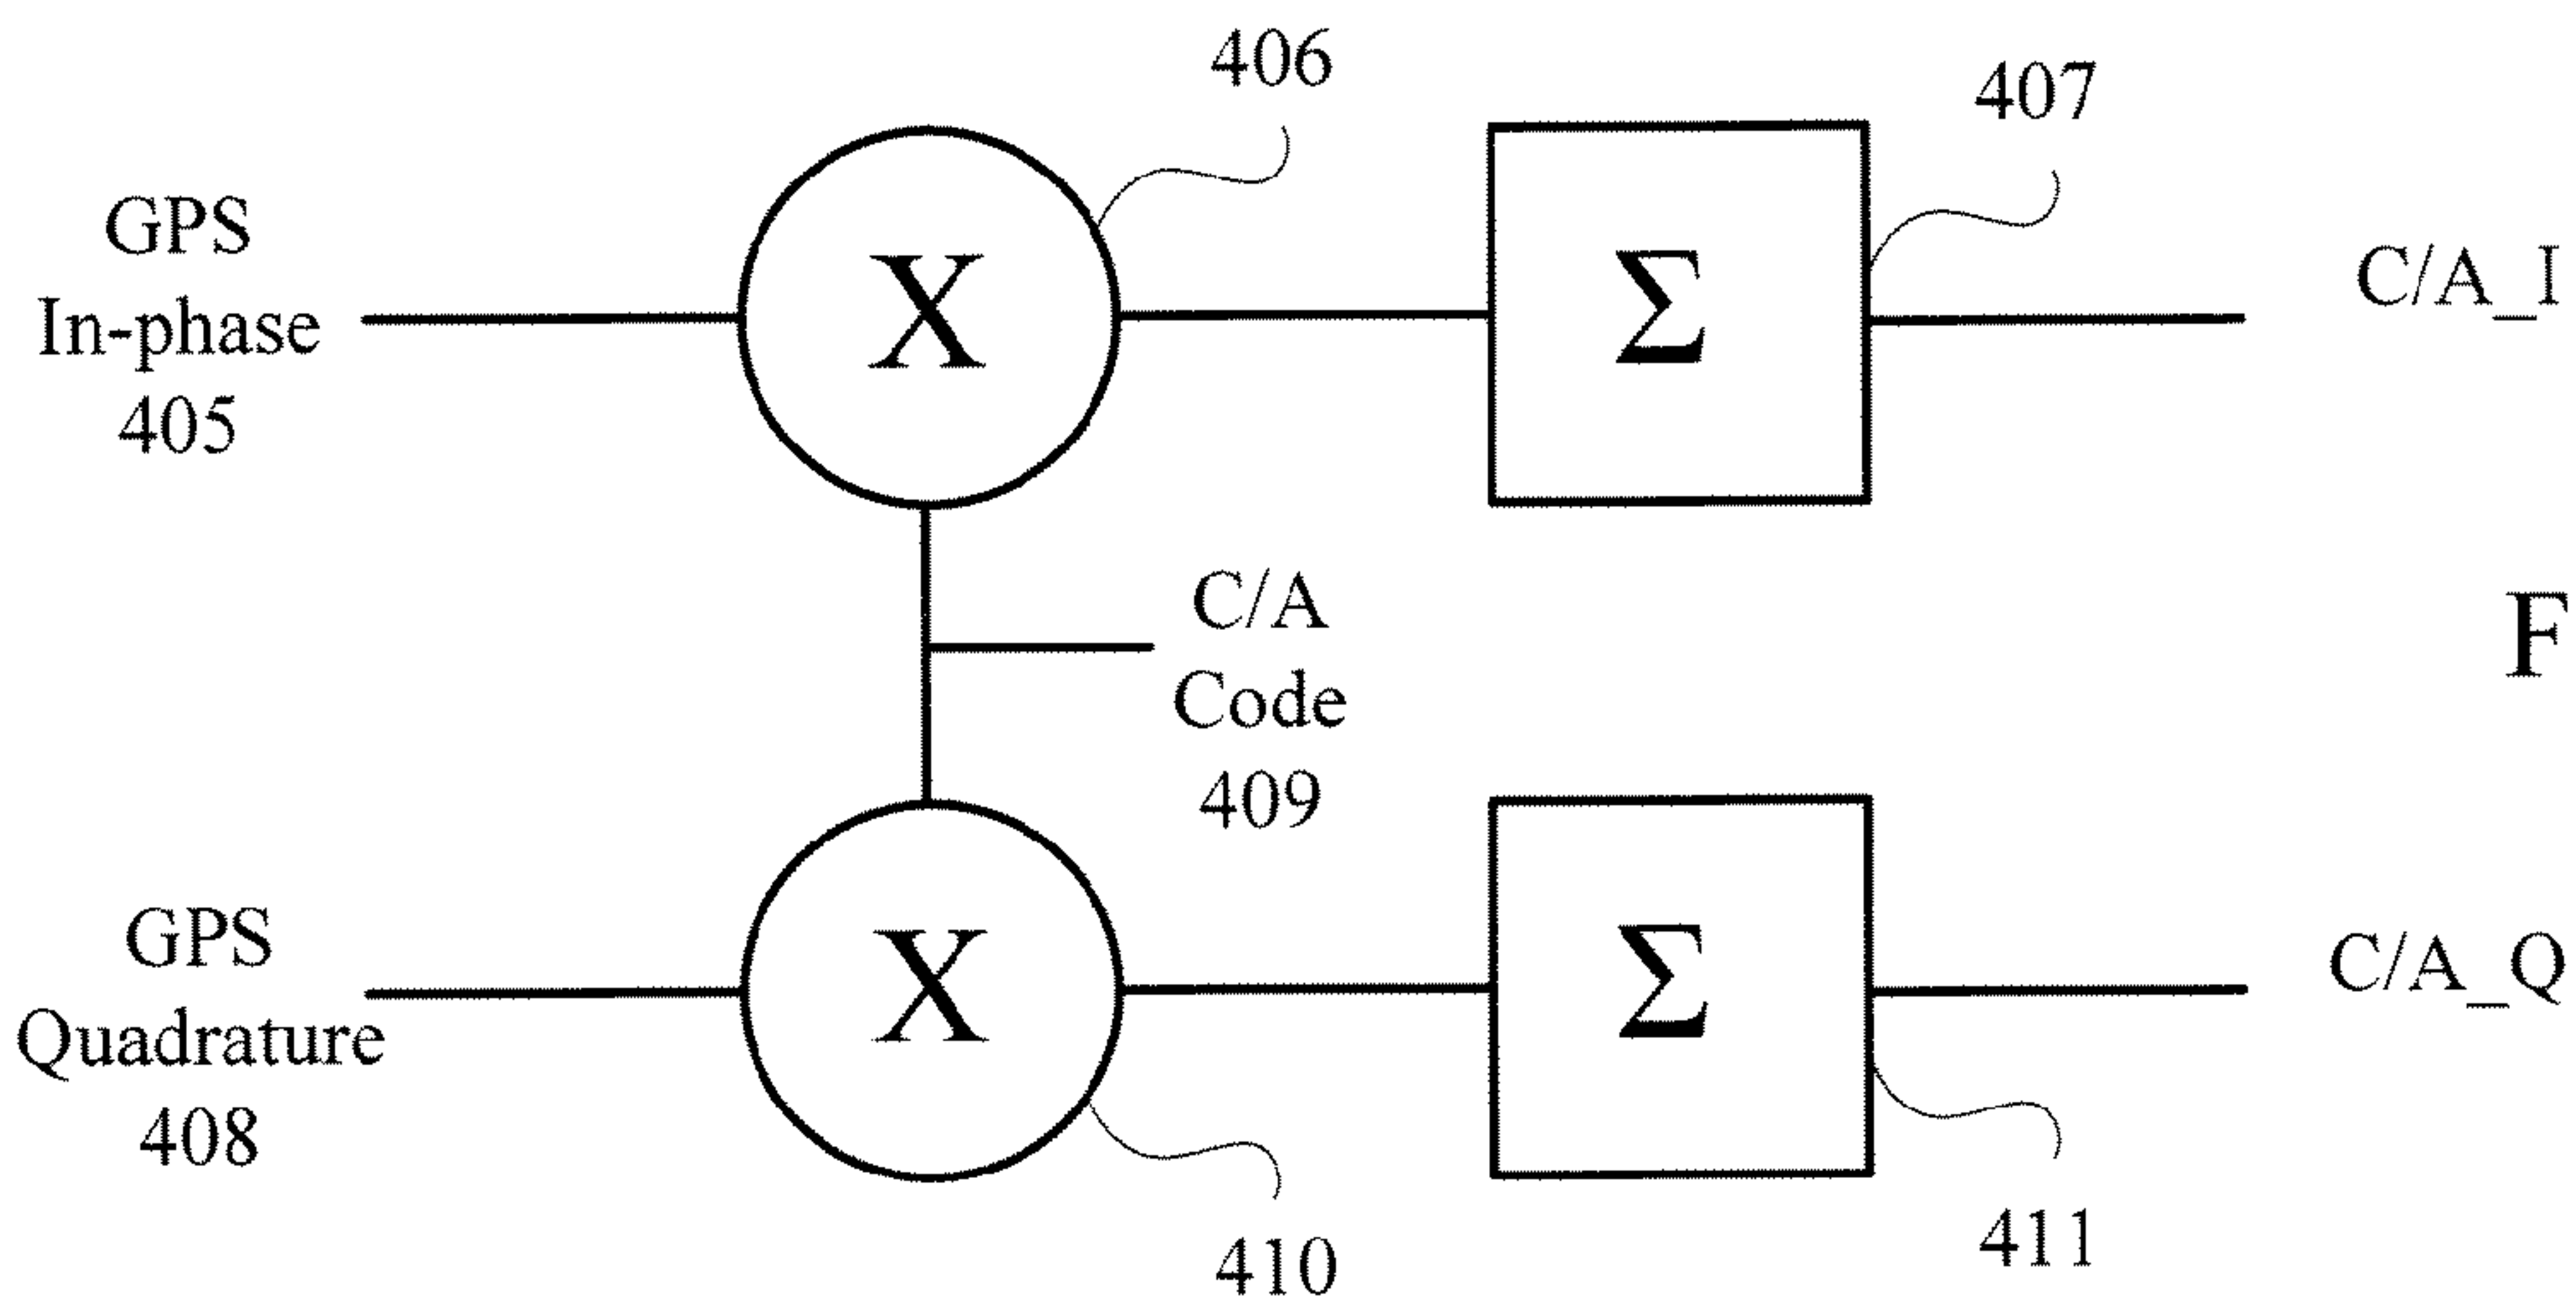 406
407
GPS
In-phase
405
X
Σ
C/A_I
C/A
Code
409
F
GPS
Quadrature
408
X
Σ
C/A_Q
410
411